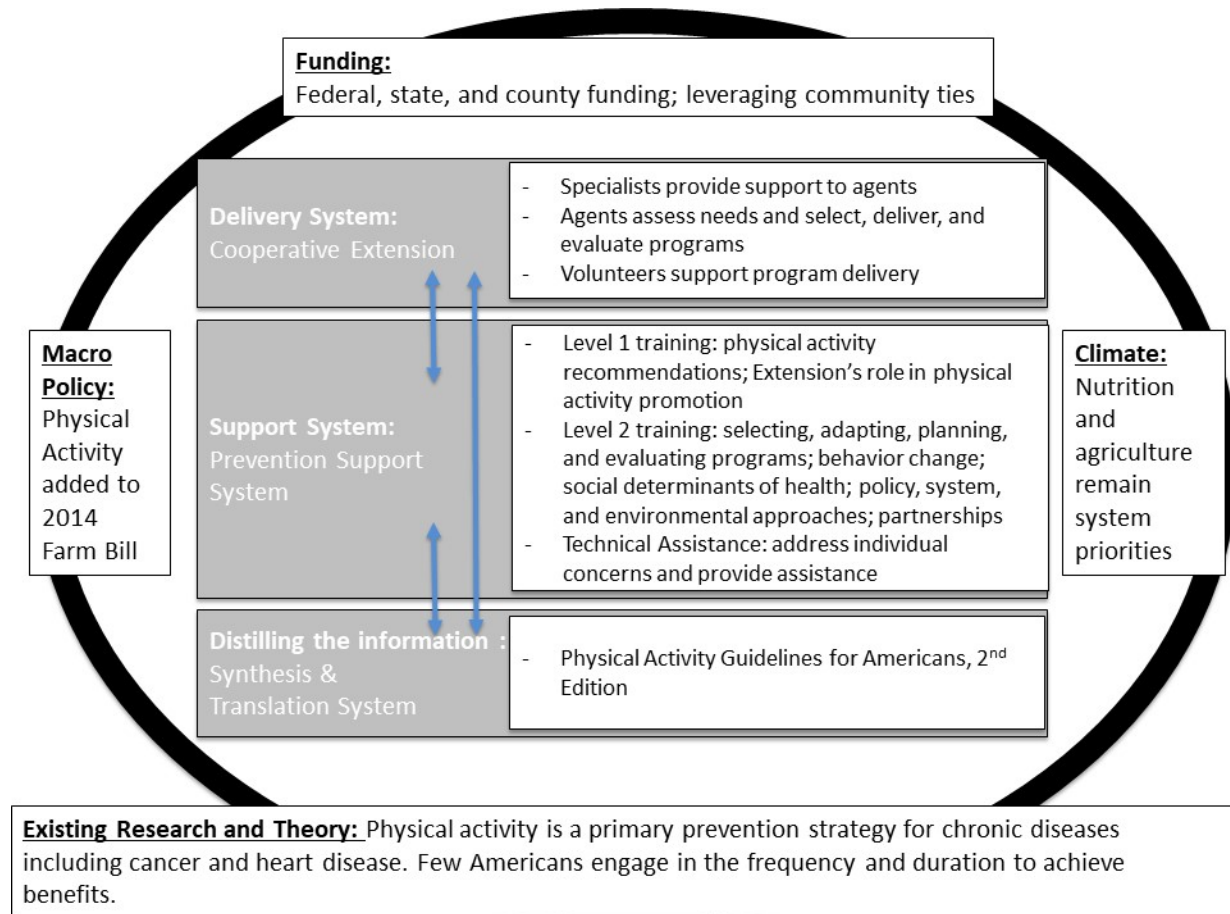 Funding:
Federal, state, and county funding; leveraging community ties
Delivery System:
Cooperative Extension
- Specialists provide support to agents
- Agents assess needs and select, deliver, and
evaluate programs
- Volunteers support program delivery
Macro
Policy:
Physical
Activity
added to
2014
Farm Bill
Support System:
Prevention Support
System
- Level 1 training: physical activity
recommendations; Extension’s role in physical
activity promotion
- Level 2 training: selecting, adapting, planning,
and evaluating programs; behavior change;
social determinants of health; policy, system,
and environmental approaches; partnerships
- Technical Assistance: address individual
concerns and provide assistance
Climate:
Nutrition
and
agriculture
remain
system
priorities
Distilling the information :
Synthesis &
Translation System
- Physical Activity Guidelines for Americans, 2nd
Edition
Existing Research and Theory: Physical activity is a primary prevention strategy for chronic diseases
including cancer and heart disease. Few Americans engage in the frequency and duration to achieve
benefits.